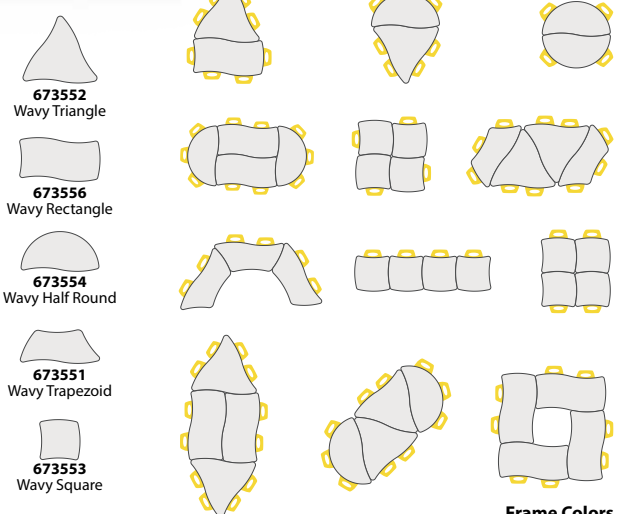 673552
Wavy Triangle
673556
Wavy Rectangle
673554
Wavy Half Round
673551
Wavy Trapezoid
673553
Wavy Square
Frame Colors